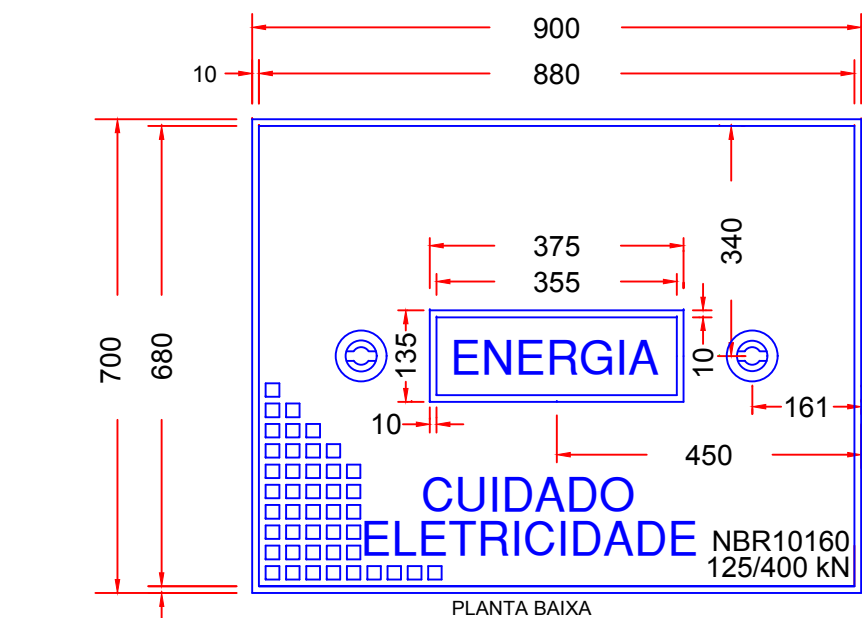 900
10
880
375
355
340
700
680
135
ENERGIA
10
161
10
450
CUIDADO
ELETRICIDADE
NBR10160
125/400 kN
PLANTA BAIXA